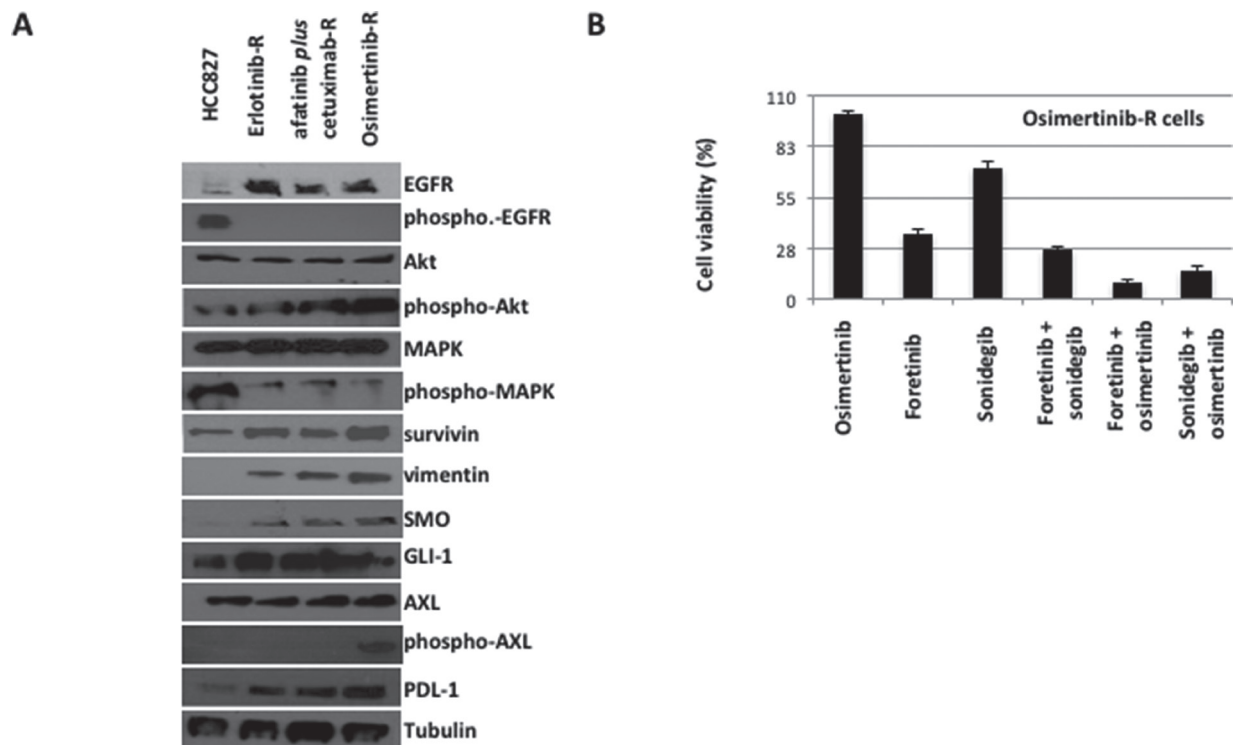 A
HCC827
Erlotinib-R
afatinib plus
cetuximab-R
Osimertinib-R
EGFR
phospho.-EGFR
Akt
phospho-Akt
MAPK
phospho-MAPK
survivin
vimentin
SMO
GLI-1
AXL
phospho-AXL
PDL-1
Tubulin
B
Osimertinib-R cells
Cell viability (%)
110
83
55
28
0
Osimertinib
Foretinib
Sonidegib
Foretinib +
sonidegib
Foretinib +
osimertinib
Sonidegib +
osimertinib